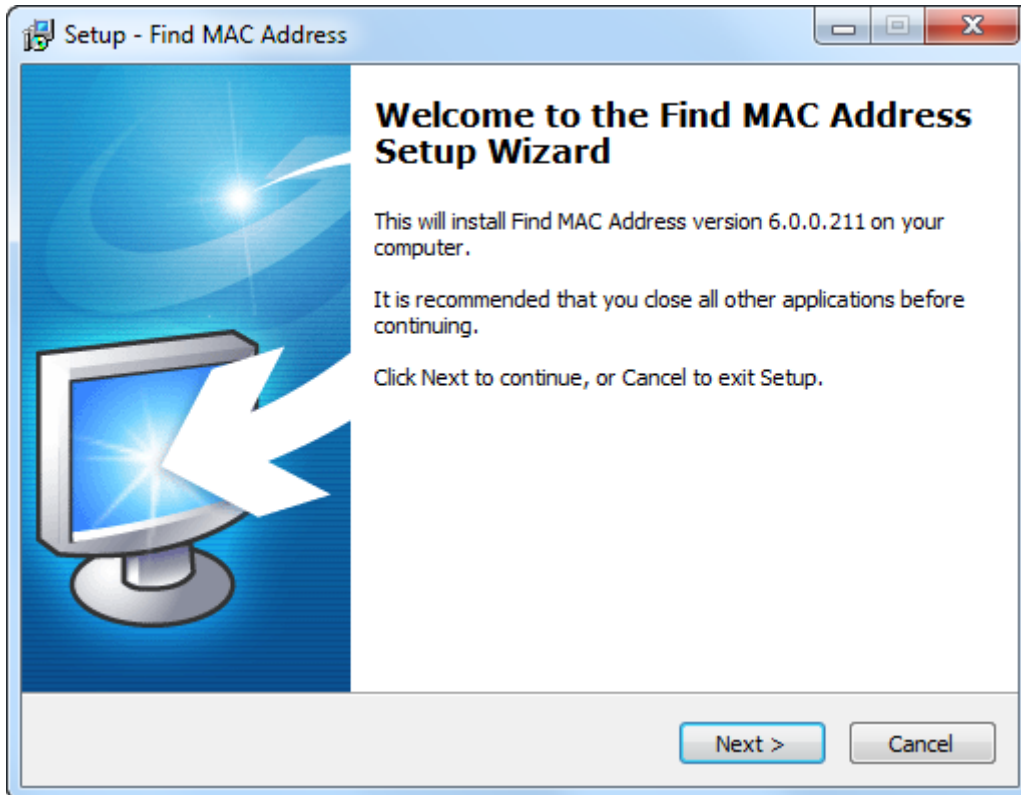 Setup - Find MAC Address
Welcome to the Find MAC Address
Setup Wizard
This will install Find MAC Address version 6.0.0.211 on your
computer.
It is recommended that you close all other applications before
continuing.
Click Next to continue, or Cancel to exit Setup.
Next >
Cancel